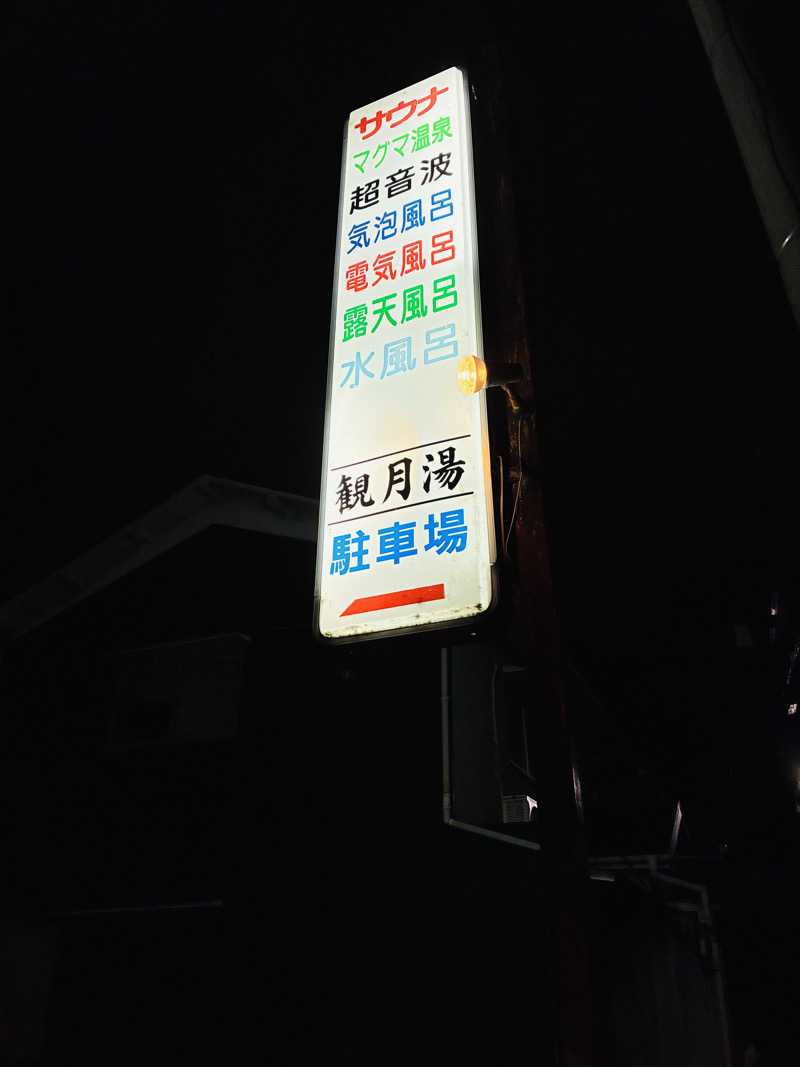 サウナ
マグマ温泉
超音波
気泡風呂
電気風呂
露天風呂
水風呂
観月湯
駐車場